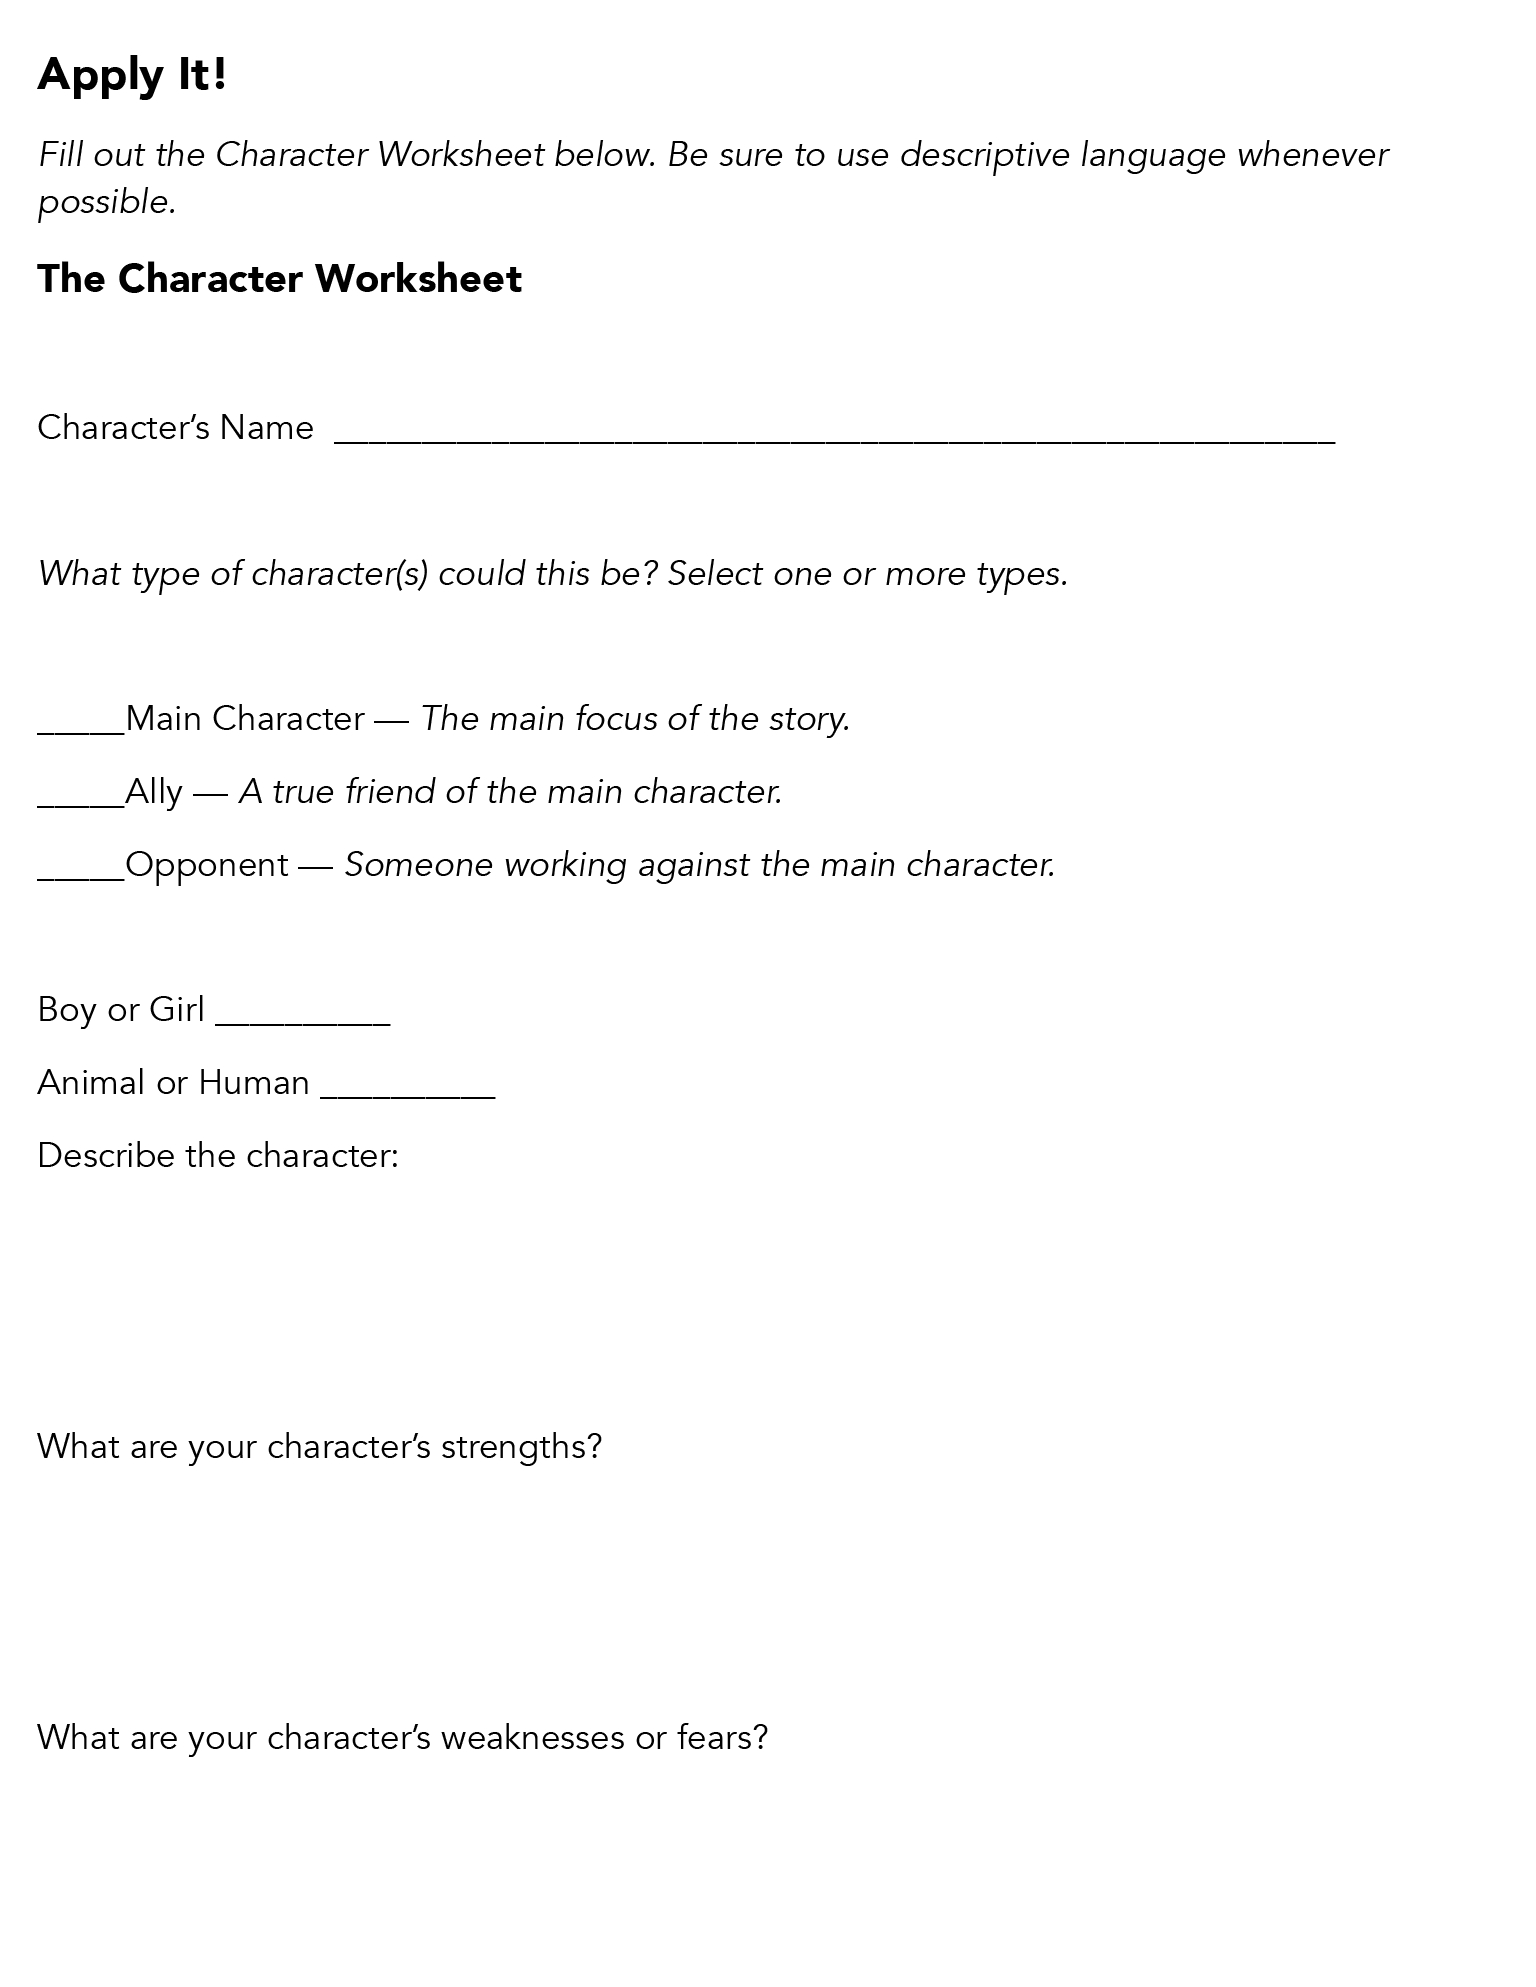 Apply It!
Fill out the Character Worksheet below. Be sure to use descriptive language whenever
possible.
The Character Worksheet
Character’s Name _________________________________________________________
What type of character(s) could this be? Select one or more types.
_____Main Character — The main focus of the story.
_____Ally — A true friend of the main character.
_____Opponent — Someone working against the main character.
Boy or Girl __________
Animal or Human __________
Describe the character:
What are your character’s strengths?
What are your character’s weaknesses or fears?